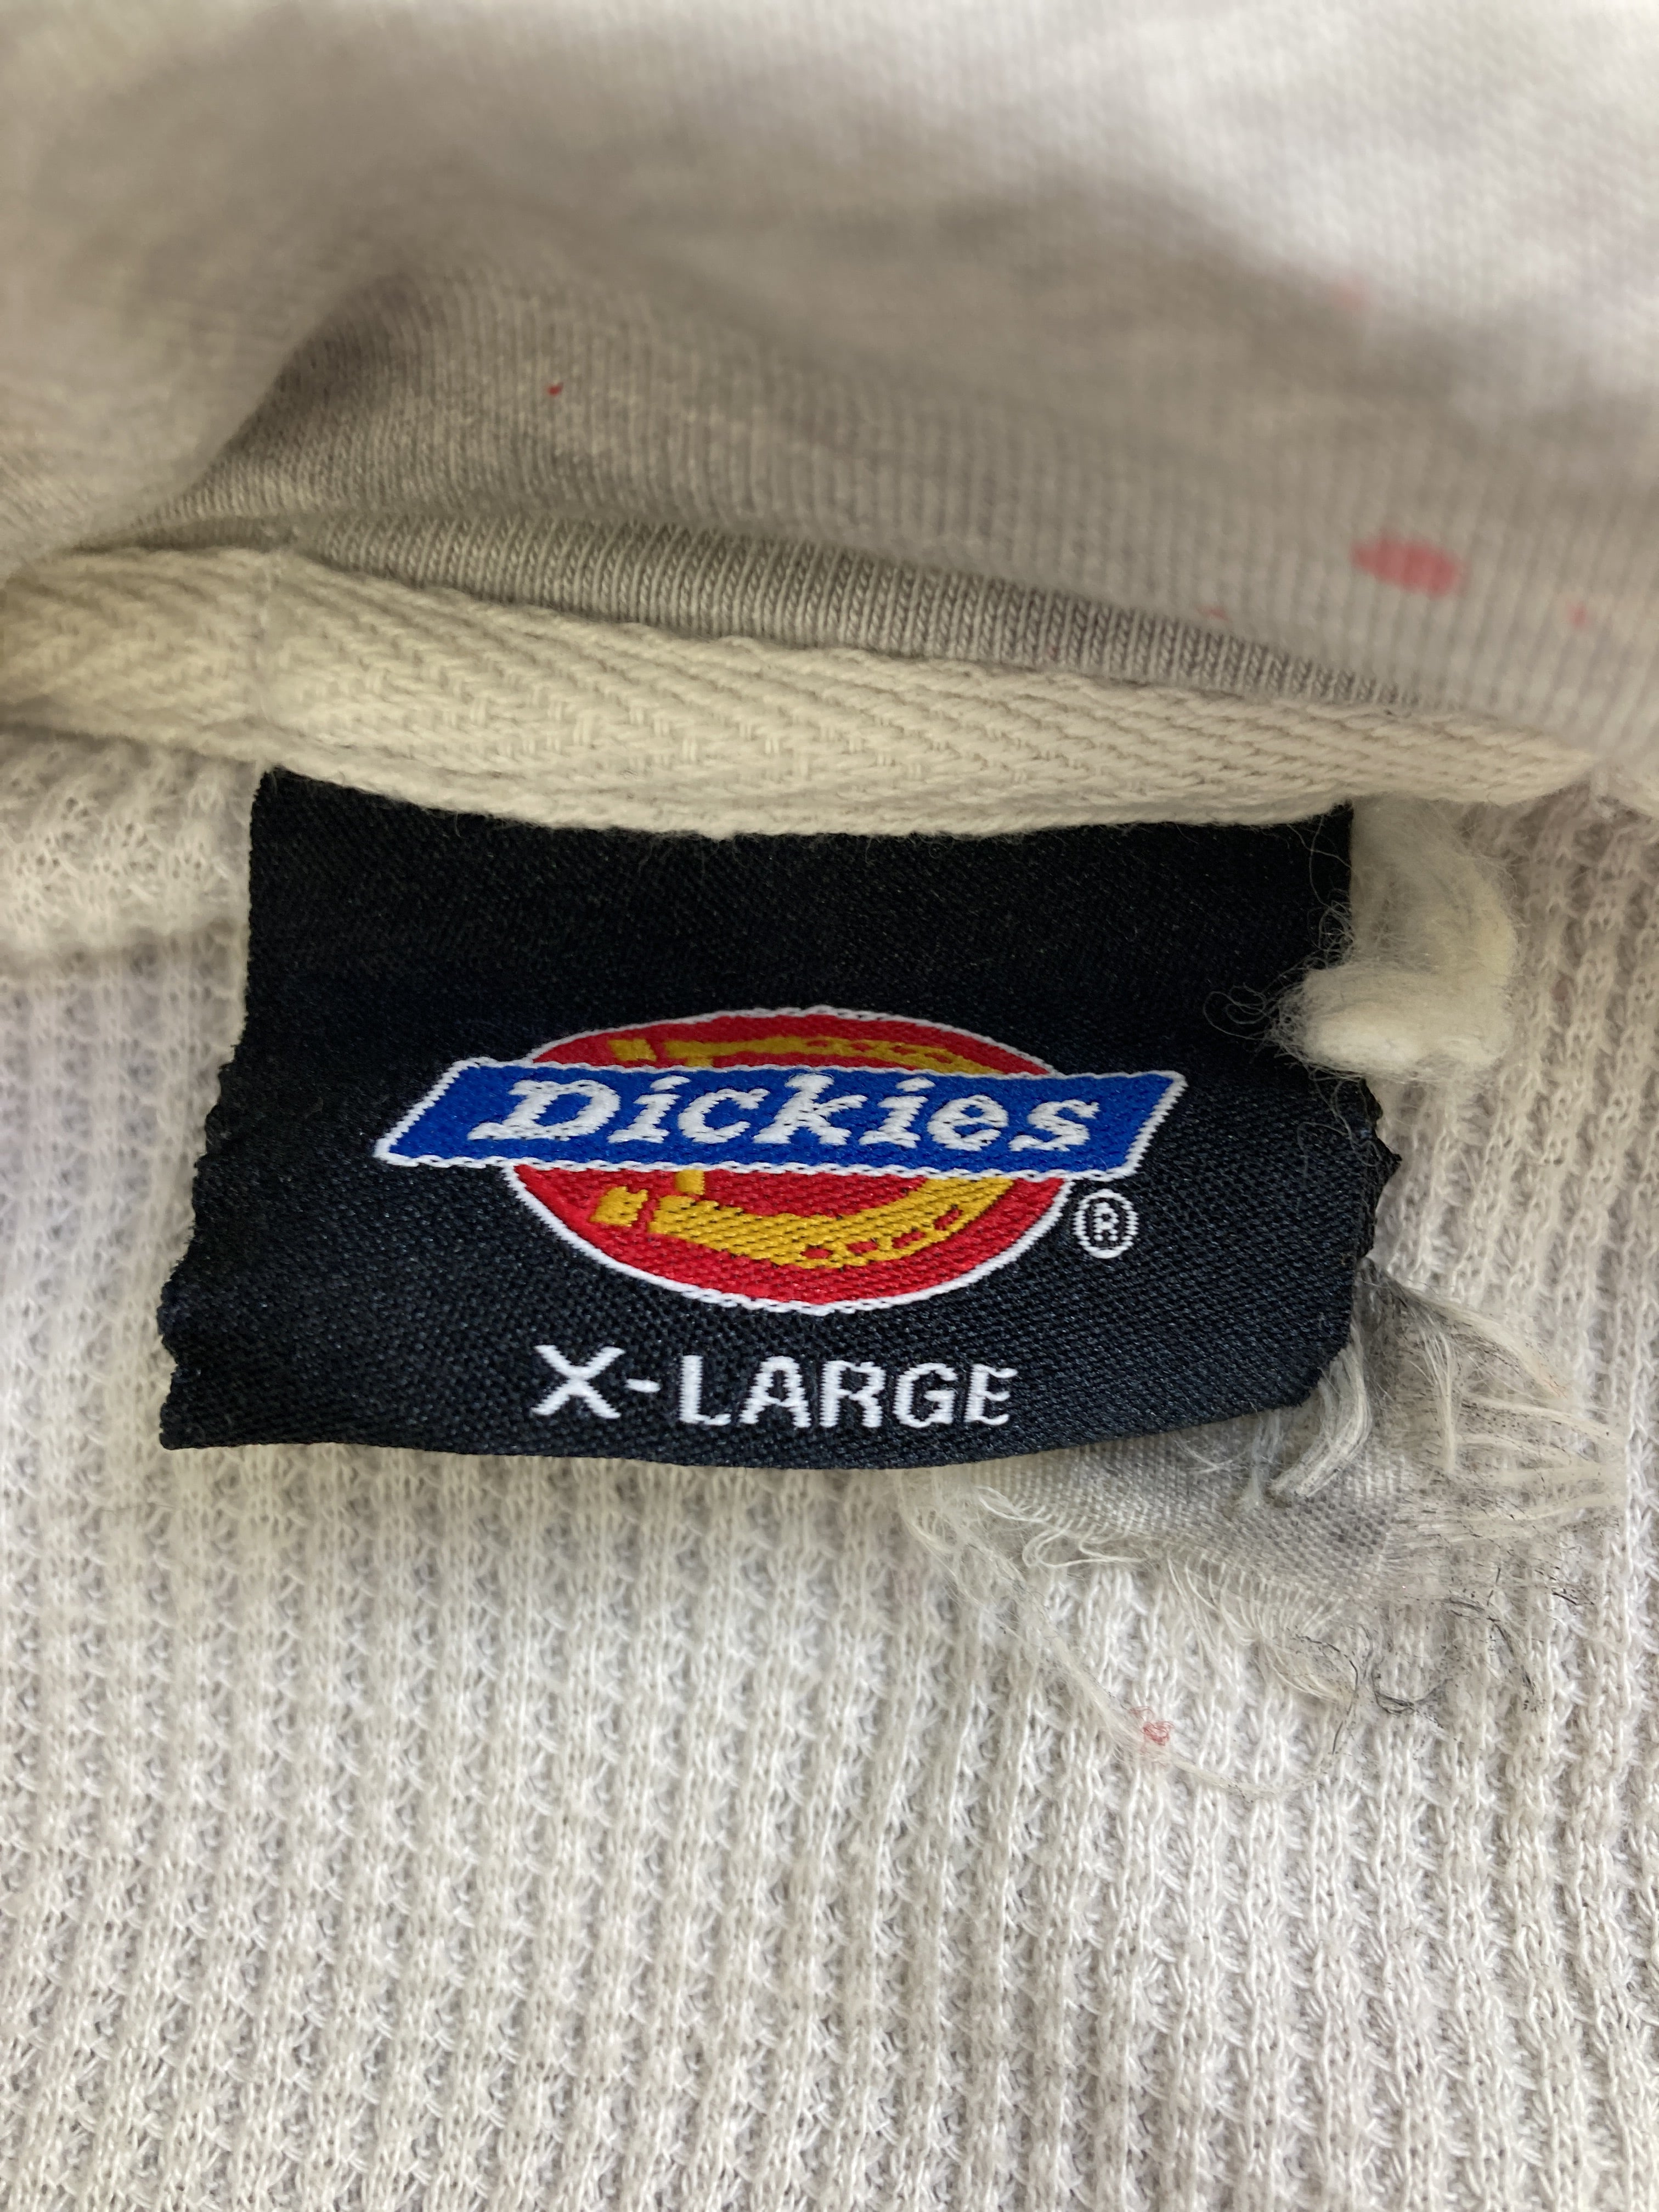 Dickies
®
X-LARGE